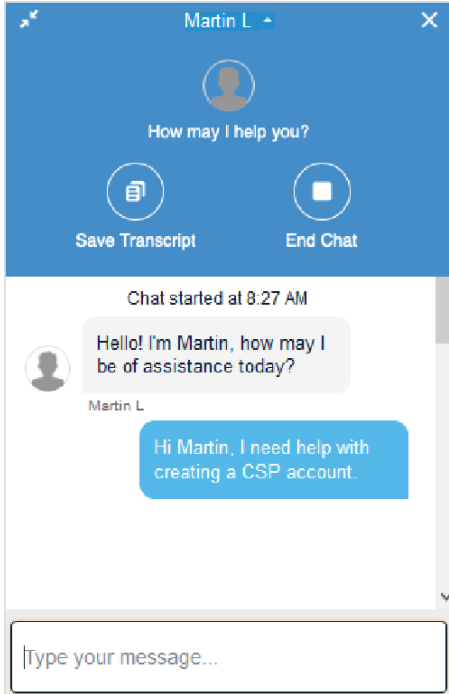 Martin L
How may I help you?
Save Transcript
End Chat
Chat started at 8:27 AM
Hello! I'm Martin, how may I
be of assistance today?
Martin L
Hi Martin, I need help with
creating a CSP account.
Type your message...